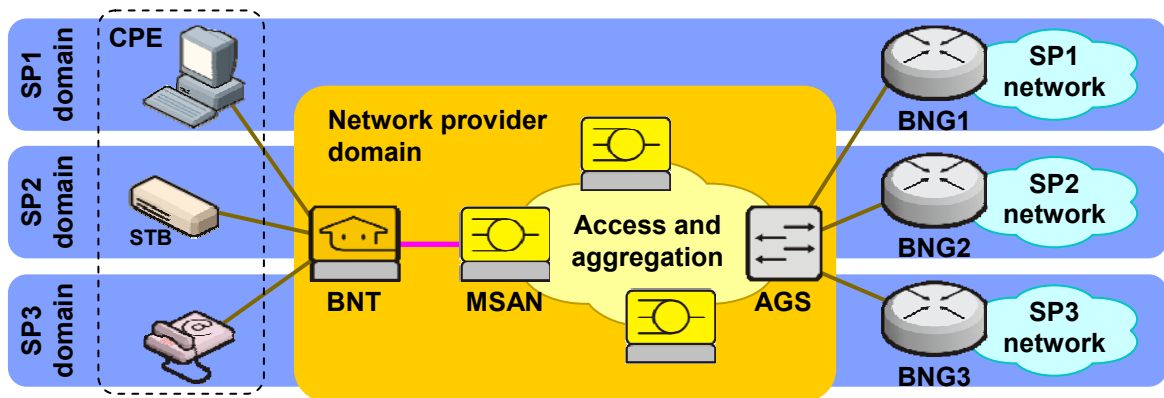 SP1
domain
CPE
SP1
network
BNG1
Network provider
domain
SP2
domain
STB
SP2
network
BNG2
Access and
aggregation
BNT
MSAN
AGS
SP3
domain
@
SP3
network
BNG3